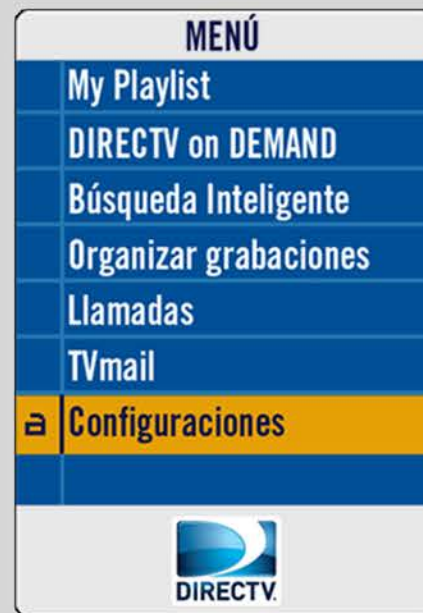 MENÚ
My Playlist
DIRECTV on DEMAND
Búsqueda Inteligente
Organizar grabaciones
Llamadas
TVmail
Configuraciones
DIRECTV.